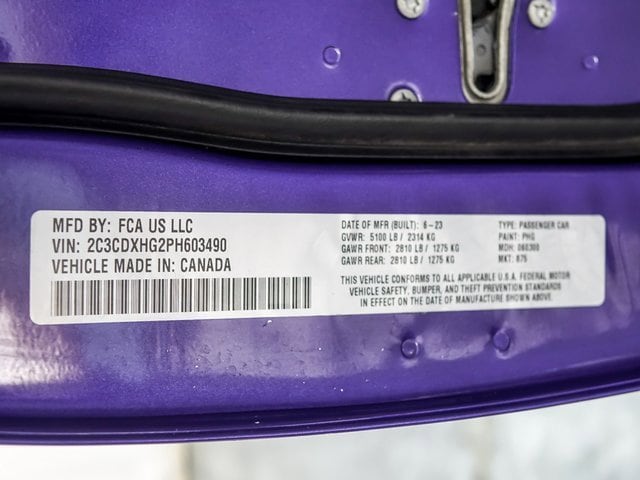 MFD BY: FCA US LLC
VIN: 2C3CDXHG2PH603490
VEHICLE MADE IN: CANADA
DATE OF MFR (BUILT): 6-23
GVWR: 5100 LB / 2314 KG
GAWR FRONT: 2810 LB / 1275 KG
GAWR REAR: 2810 LB / 1275 KG
TYPE: PASSENGER CAR
PAINT: PHG
MDH: 060300
MKT: 875
THIS VEHICLE CONFORMS TO ALL APPLICABLE U.S.A. FEDERAL MOTOR
VEHICLE SAFETY, BUMPER, AND THEFT PREVENTION STANDARDS
IN EFFECT ON THE DATE OF MANUFACTURE SHOWN ABOVE.